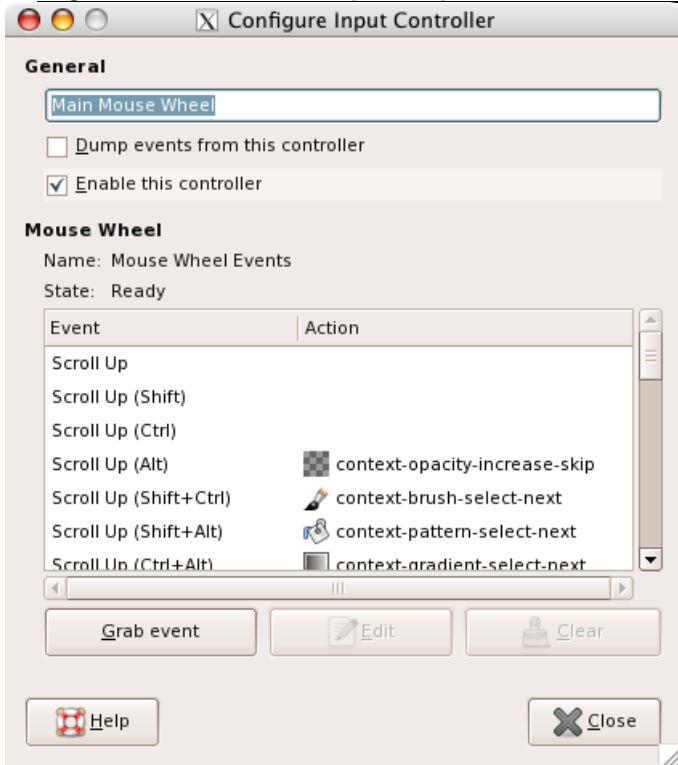 Configure Input Controller
General
Main Mouse Wheel
Dump events from this controller
Enable this controller
Mouse Wheel
Name: Mouse Wheel Events
State: Ready
Event Action
Scroll Up
Scroll Up (Shift)
Scroll Up (Ctrl)
Scroll Up (Alt) context-opacity-increase-skip
Scroll Up (Shift+Ctrl) context-brush-select-next
Scroll Up (Shift+Alt) context-pattern-select-next
Scroll Up (Ctrl+Alt) context-gradient-select-next
Grab event Edit Clear
Help Close